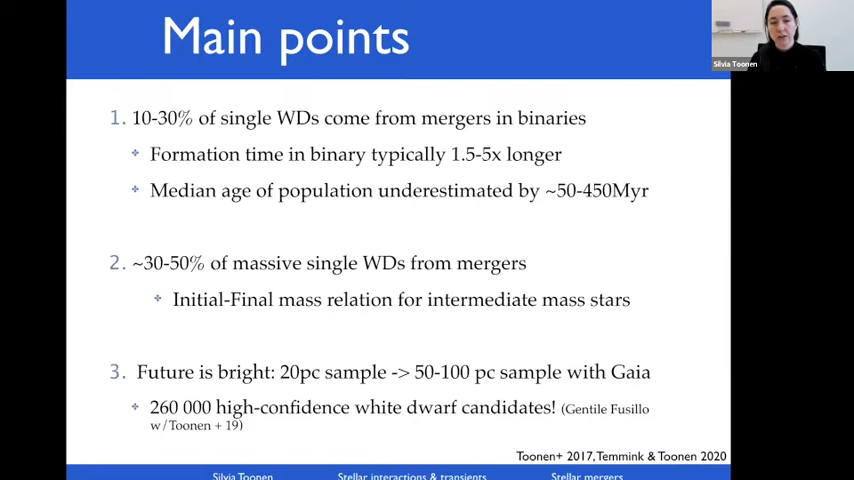 Main points
Silvia Toonen
1. 10-30% of single WDs come from mergers in binaries
Formation time in binary typically 1.5-5x longer
Median age of population underestimated by ~50-450Myr
2. ~30-50% of massive single WDs from mergers
Initial-Final mass relation for intermediate mass stars
3. Future is bright: 20pc sample -> 50-100 pc sample with Gaia
260 000 high-confidence white dwarf candidates! (Gentile Fusillo
w/Toonen + 19)
Toonen+ 2017, Temmink & Toonen 2020
Silvia Toonen Stellar interactions & transients Stellar mergers